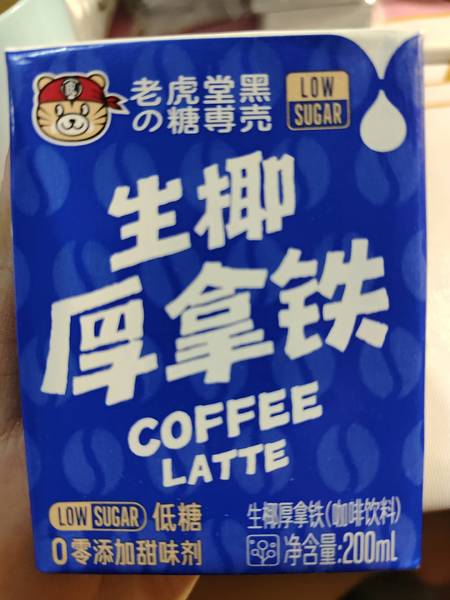 老虎堂黑
の糖専売
LOW
SUGAR
生椰
厚拿铁
COFFEE
LATTE
LOW SUGAR 低糖
0零添加甜味剂
生椰厚拿铁(咖啡饮料)
净含量:200mL